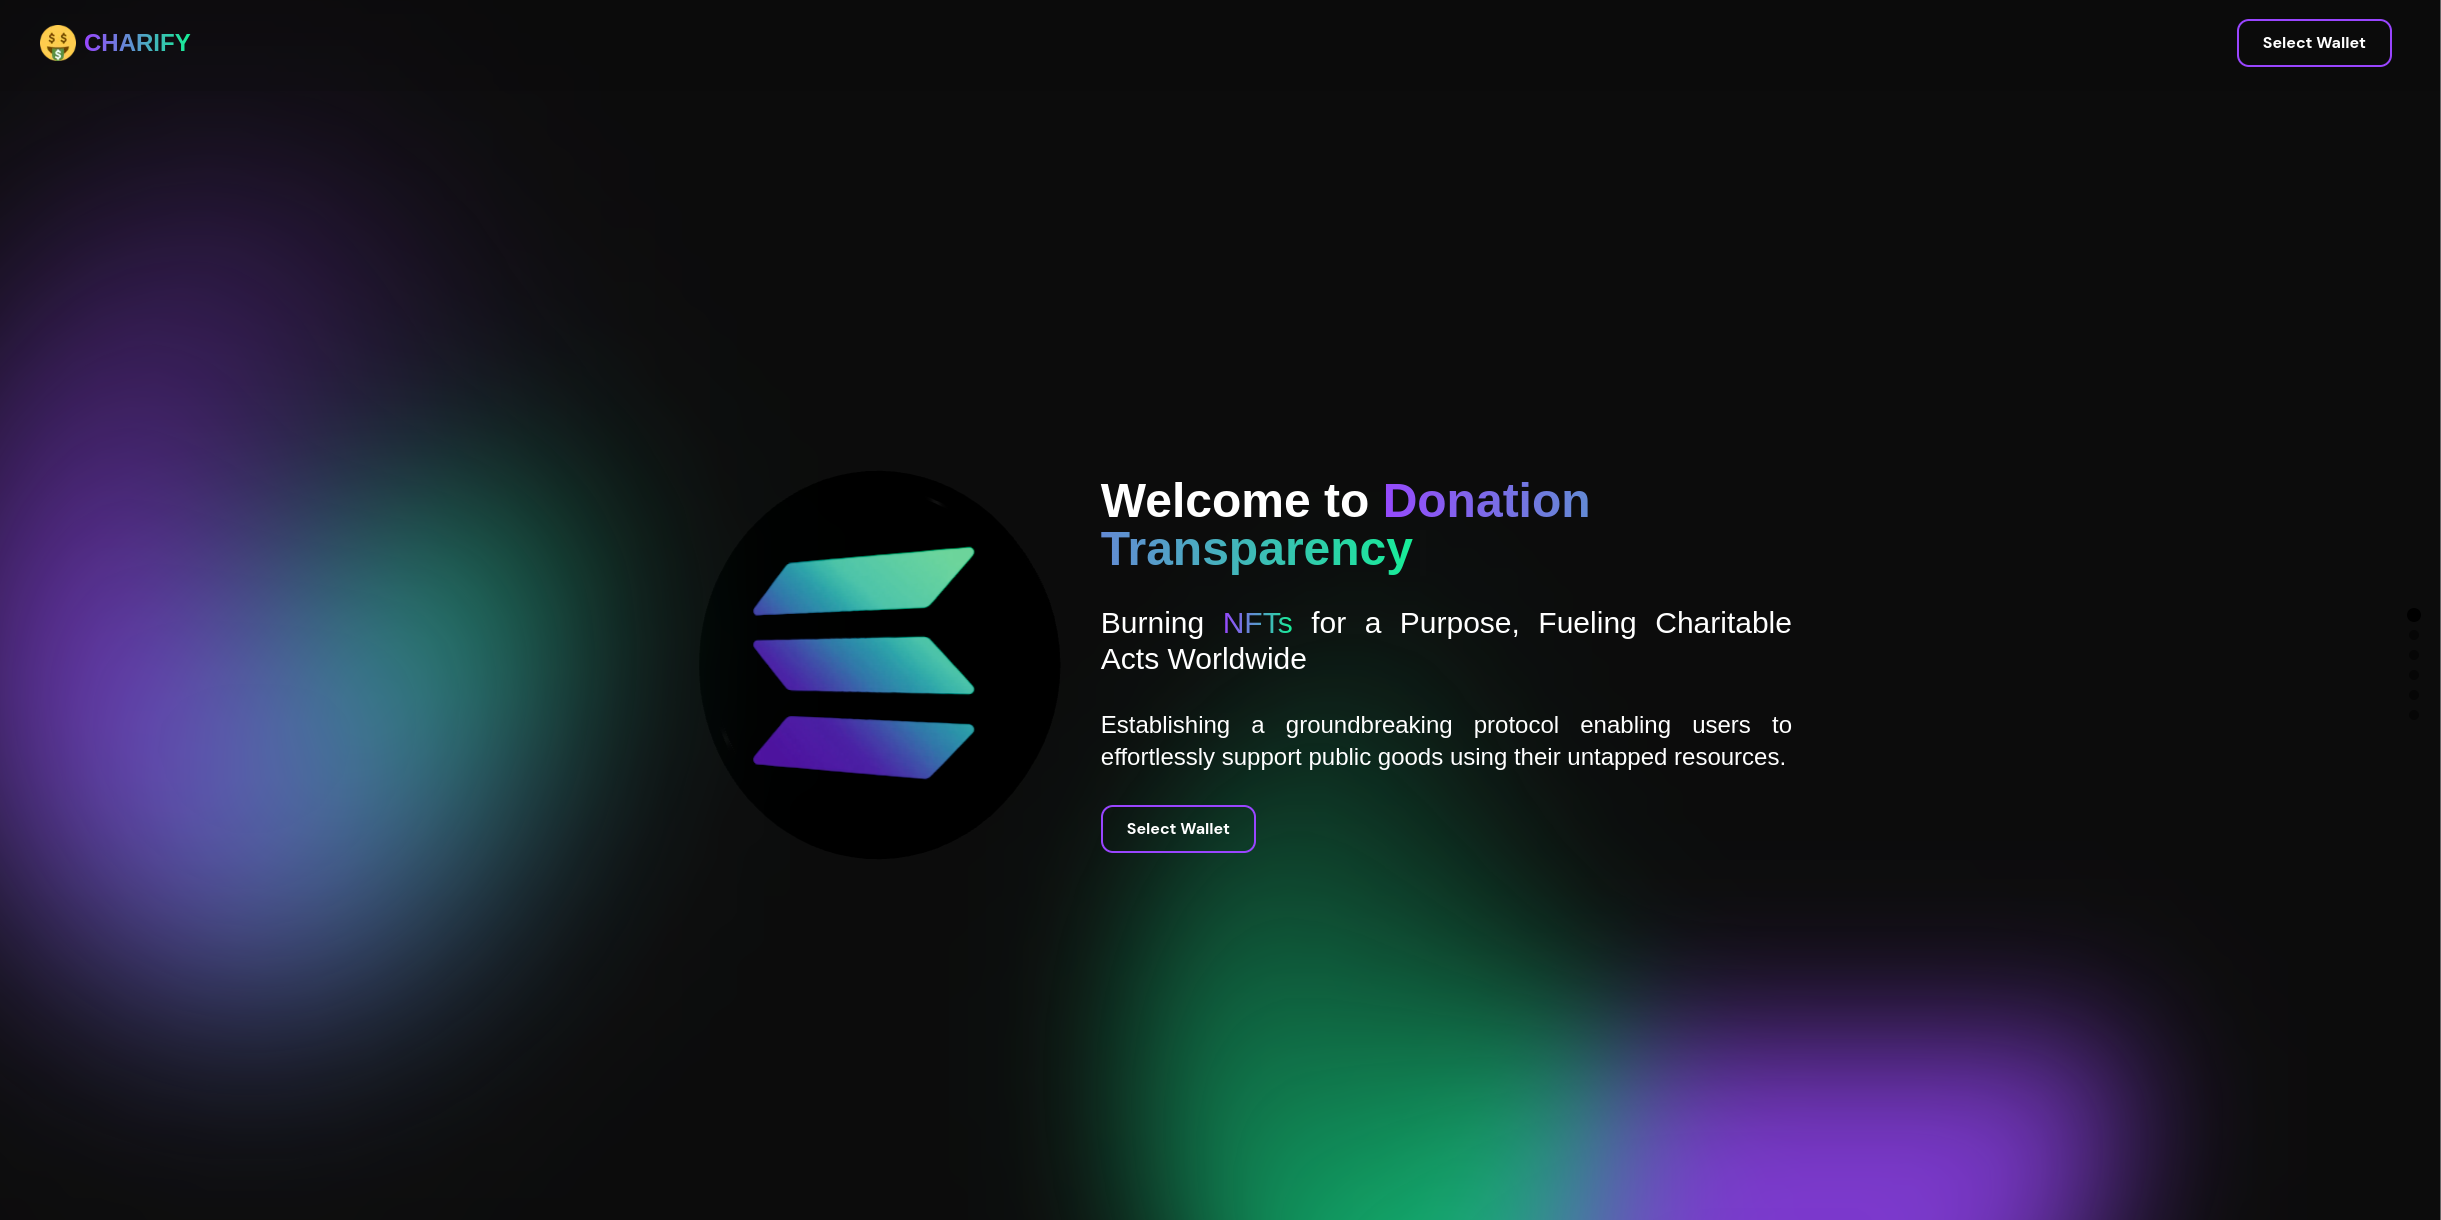 CHARIFY
Select Wallet
Welcome to Donation
Transparency
Burning NFTs for a Purpose, Fueling Charitable
Acts Worldwide
Establishing a groundbreaking protocol enabling users to
effortlessly support public goods using their untapped resources.
Select Wallet